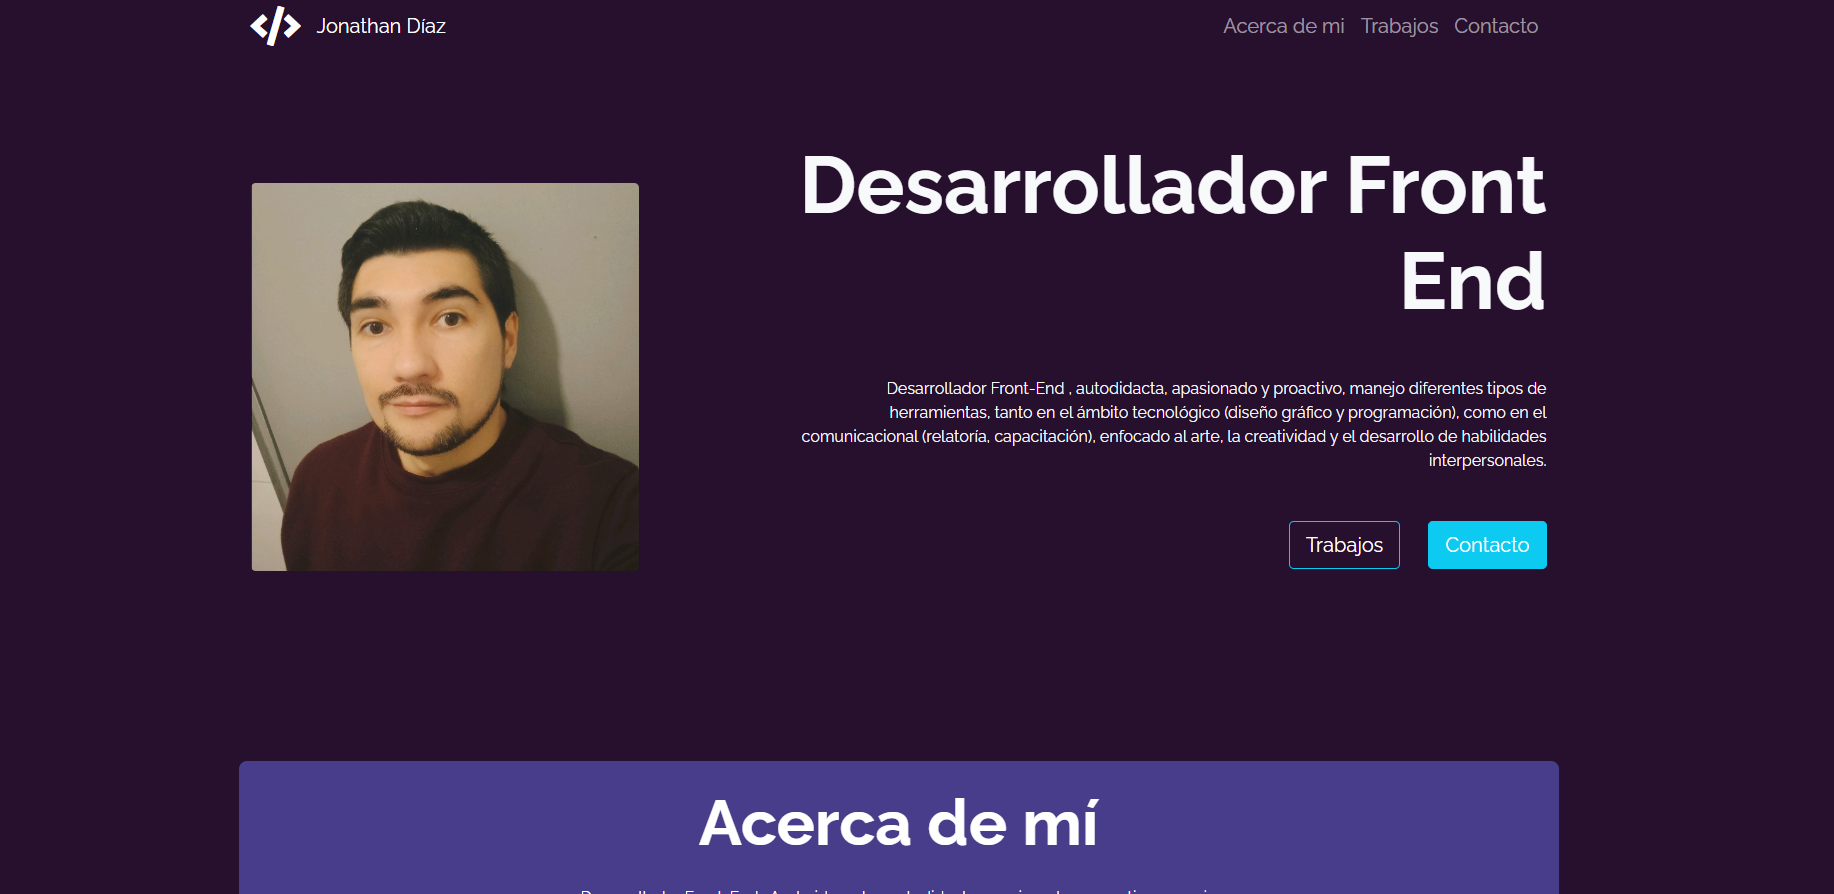 Jonathan Díaz
Acerca de mi Trabajos Contacto
Desarrollador Front
End
Desarrollador Front-End , autodidacta, apasionado y proactivo, manejo diferentes tipos de
herramientas, tanto en el ámbito tecnológico (diseño gráfico y programación), como en el
comunicacional (relatoría, capacitación), enfocado al arte, la creatividad y el desarrollo de habilidades
interpersonales.
Trabajos Contacto
Acerca de mí